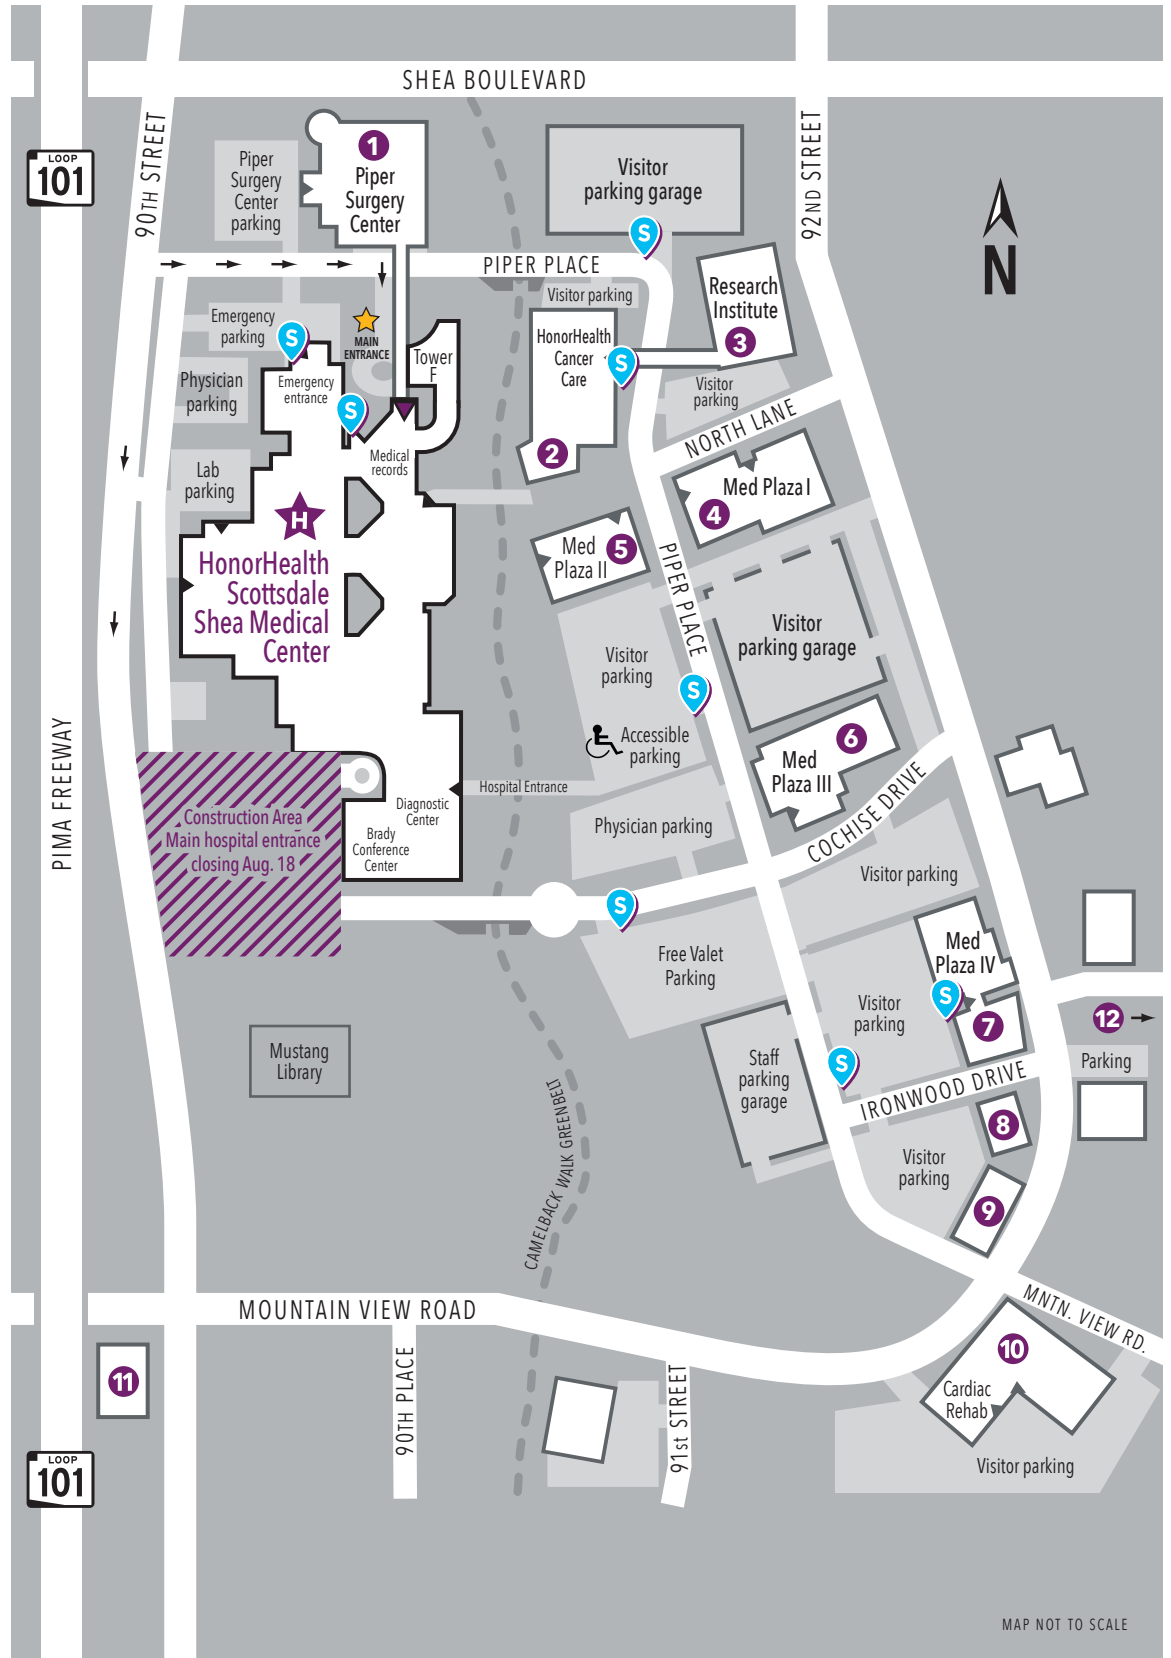 SHEA BOULEVARD
LOOP
101
90TH STREET
92ND STREET
Piper
Surgery
Center
parking
1
Piper
Surgery
Center
Visitor
parking garage
S
N
PIPER PLACE
Visitor parking
Research
Institute
3
Emergency
parking
S
MAIN
ENTRANCE
Tower
F
HonorHealth
Cancer
Care
S
2
Physician
parking
Emergency
entrance
S
Visitor
parking
NORTH LANE
Medical
records
Lab
parking
H
HonorHealth
Scottsdale
Shea Medical
Center
Med Plaza I
4
Med
Plaza II
5
PIPER PLACE
Visitor
parking garage
Visitor
parking
S
Accessible
parking
6
Med
Plaza III
COCHISE DRIVE
PIMA FREEWAY
Hospital Entrance
Diagnostic
Center
Brady
Conference
Center
Construction Area
Main hospital entrance
closing Aug. 18
Physician parking
Visitor parking
S
Free Valet
Parking
Med
Plaza IV
S
7
Visitor
parking
12
Mustang
Library
Staff
parking
garage
S
IRONWOOD DRIVE
Parking
8
Visitor
parking
9
CAMELBACK WALK GREENBELT
MOUNTAIN VIEW ROAD
MNTN. VIEW RD.
11
90TH PLACE
91st STREET
10
Cardiac
Rehab
Visitor parking
LOOP
101
MAP NOT TO SCALE